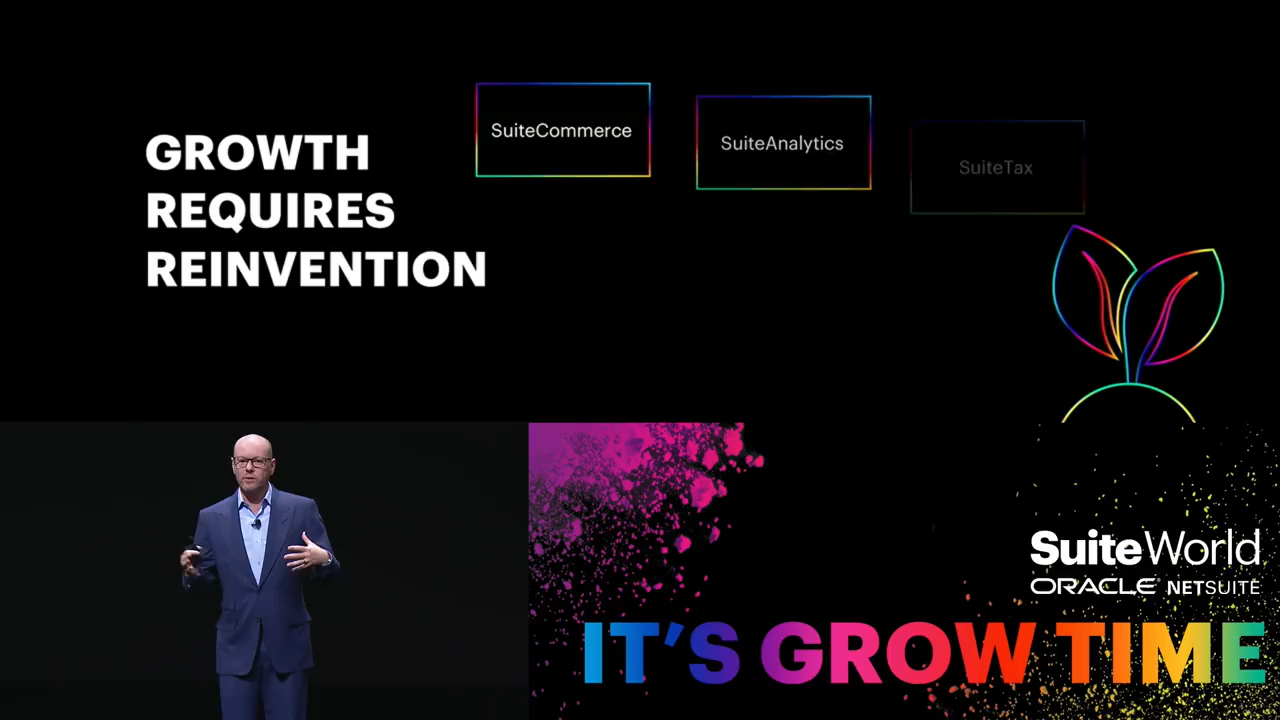 GROWTH
REQUIRES
REINVENTION
SuiteCommerce
SuiteAnalytics
SuiteTax
SuiteWorld
ORACLE NETSUITE
IT'S GROW TIME